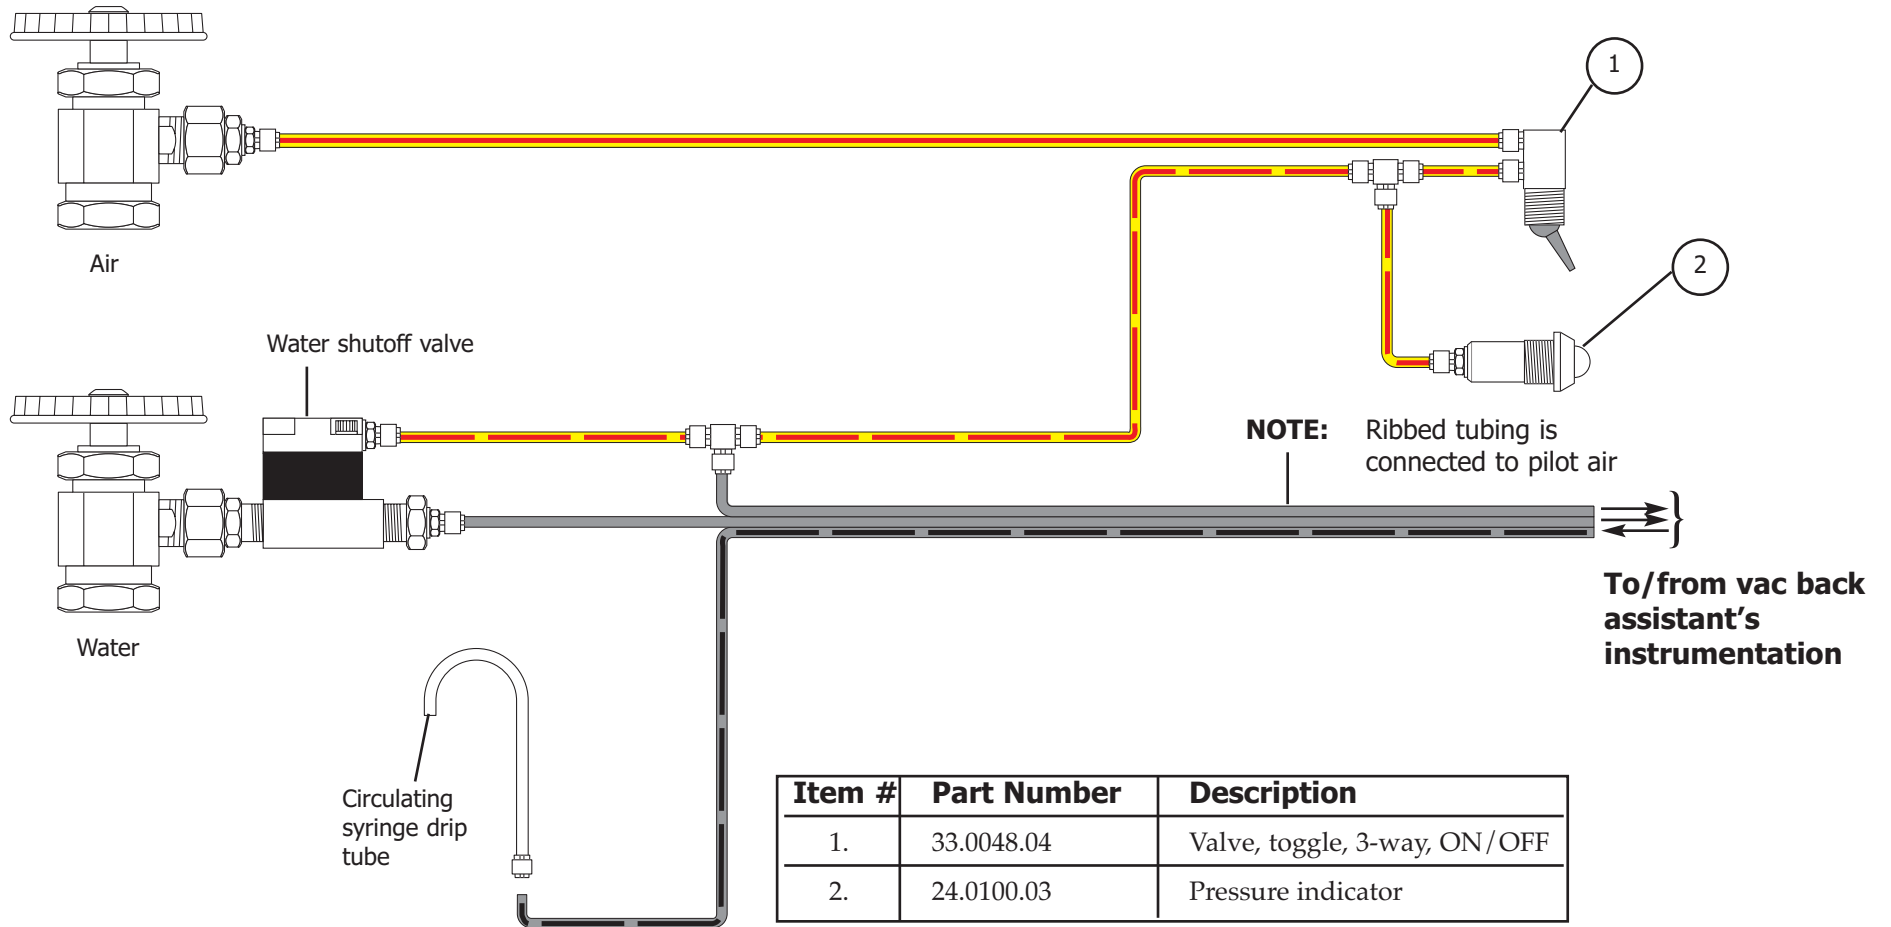 1
Air
2
Water shutoff valve
NOTE: Ribbed tubing is
connected to pilot air
To/from vac back
assistant's
instrumentation
Water
Circulating
syringe drip
tube
Item # Part Number Description
1. 33.0048.04 Valve, toggle, 3-way, ON/OFF
2. 24.0100.03 Pressure indicator